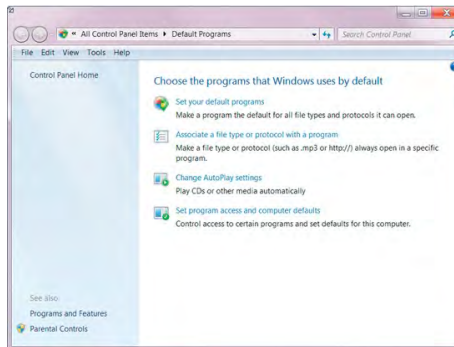 All Control Panel Items ▸ Default Programs
Search Control Panel
File Edit View Tools Help
Control Panel Home
Choose the programs that Windows uses by default
Set your default programs
Make a program the default for all file types and protocols it can open.
Associate a file type or protocol with a program
Make a file type or protocol (such as .mp3 or http://) always open in a specific
program.
Change AutoPlay settings
Play CDs or other media automatically
Set program access and computer defaults
Control access to certain programs and set defaults for this computer.
See also
Programs and Features
Parental Controls